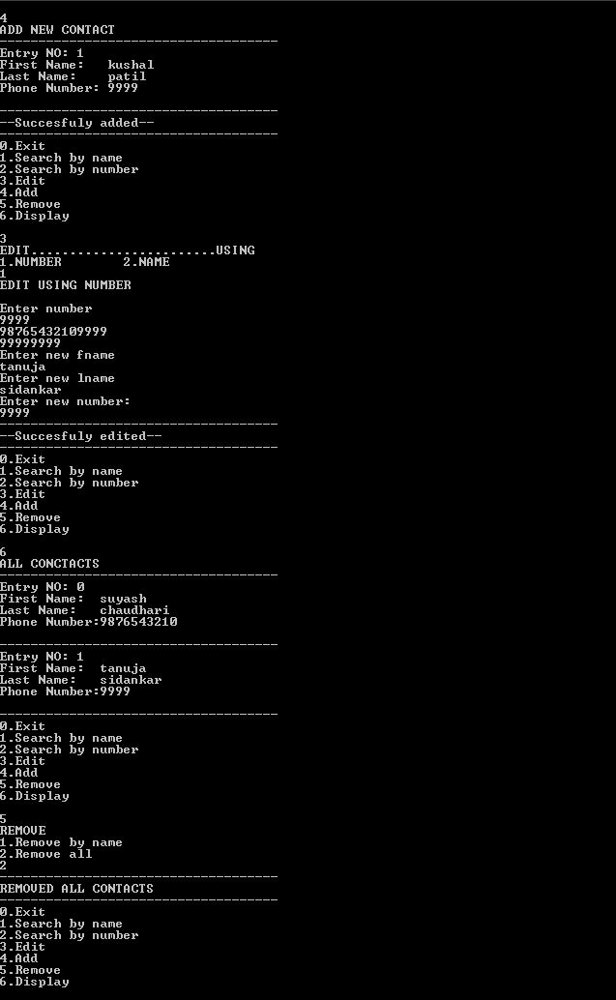 4
ADD NEW CONTACT
------------------------------------
Entry NO: 1
First Name:   kushal
Last Name:    patil
Phone Number: 9999
------------------------------------
--Succesfuly added--
------------------------------------
0.Exit
1.Search by name
2.Search by number
3.Edit
4.Add
5.Remove
6.Display
3
EDIT........................USING
1.NUMBER        2.NAME
1
EDIT USING NUMBER
Enter number
9999
98765432109999
99999999
Enter new fname
tanuja
Enter new lname
sidankar
Enter new number:
9999
------------------------------------
--Succesfuly edited--
------------------------------------
0.Exit
1.Search by name
2.Search by number
3.Edit
4.Add
5.Remove
6.Display
6
ALL CONCTACTS
------------------------------------
Entry NO: 0
First Name:  suyash
Last Name:   chaudhari
Phone Number:9876543210
------------------------------------
Entry NO: 1
First Name:  tanuja
Last Name:   sidankar
Phone Number:9999
------------------------------------
0.Exit
1.Search by name
2.Search by number
3.Edit
4.Add
5.Remove
6.Display
5
REMOVE
1.Remove by name
2.Remove all
2
------------------------------------
REMOVED ALL CONTACTS
------------------------------------
0.Exit
1.Search by name
2.Search by number
3.Edit
4.Add
5.Remove
6.Display